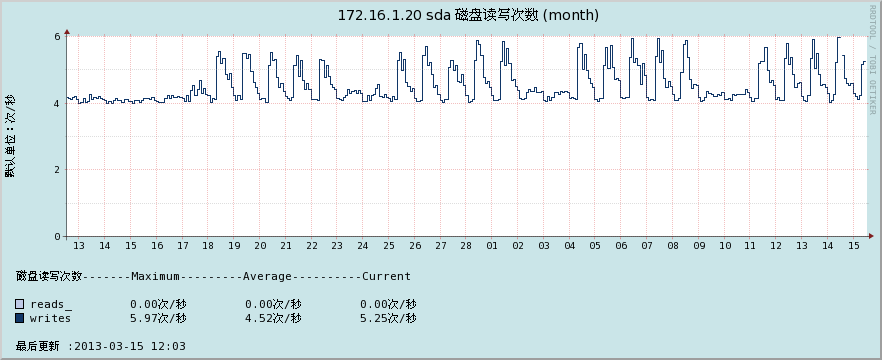 172.16.1.20 sda 磁盘读写次数 (month)
RRDTOOL / TOBI OETIKER
默认单位：次/秒
6
4
2
0
13 14 15 16 17 18 19 20 21 22 23 24 25 26 27 28 01 02 03 04 05 06 07 08 09 10 11 12 13 14 15
磁盘读写次数-------Maximum---------Average----------Current
reads_ 0.00次/秒 0.00次/秒 0.00次/秒
writes 5.97次/秒 4.52次/秒 5.25次/秒
最后更新 :2013-03-15 12:03